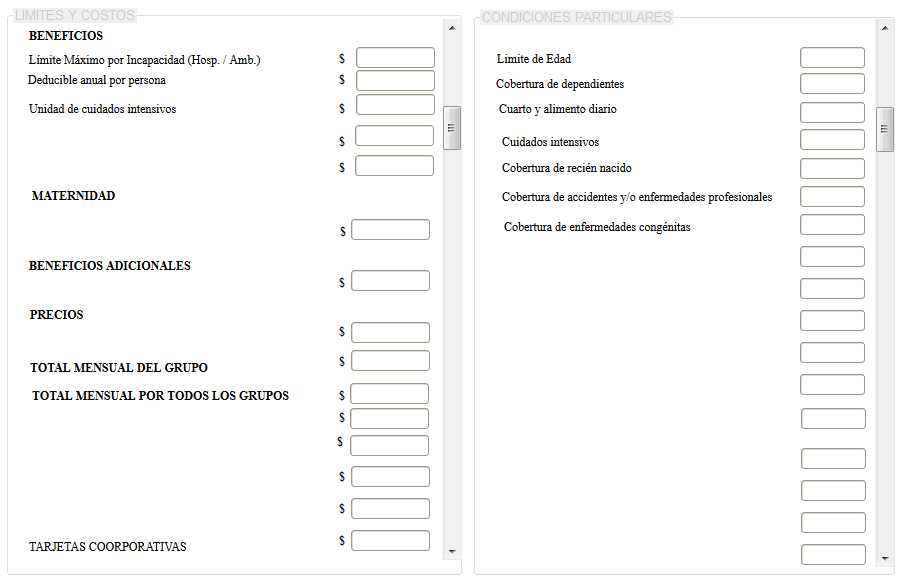 LIMITES Y COSTOS
BENEFICIOS
Límite Máximo por Incapacidad (Hosp. / Amb.) $
Deducible anual por persona $
Unidad de cuidados intensivos $
$
$
MATERNIDAD
$
BENEFICIOS ADICIONALES
$
PRECIOS
$
TOTAL MENSUAL DEL GRUPO $
TOTAL MENSUAL POR TODOS LOS GRUPOS $
$
$
$
$
TARJETAS COORPORATIVAS $
CONDICIONES PARTICULARES
Limite de Edad
Cobertura de dependientes
Cuarto y alimento diario
Cuidados intensivos
Cobertura de recién nacido
Cobertura de accidentes y/o enfermedades profesionales
Cobertura de enfermedades congénitas